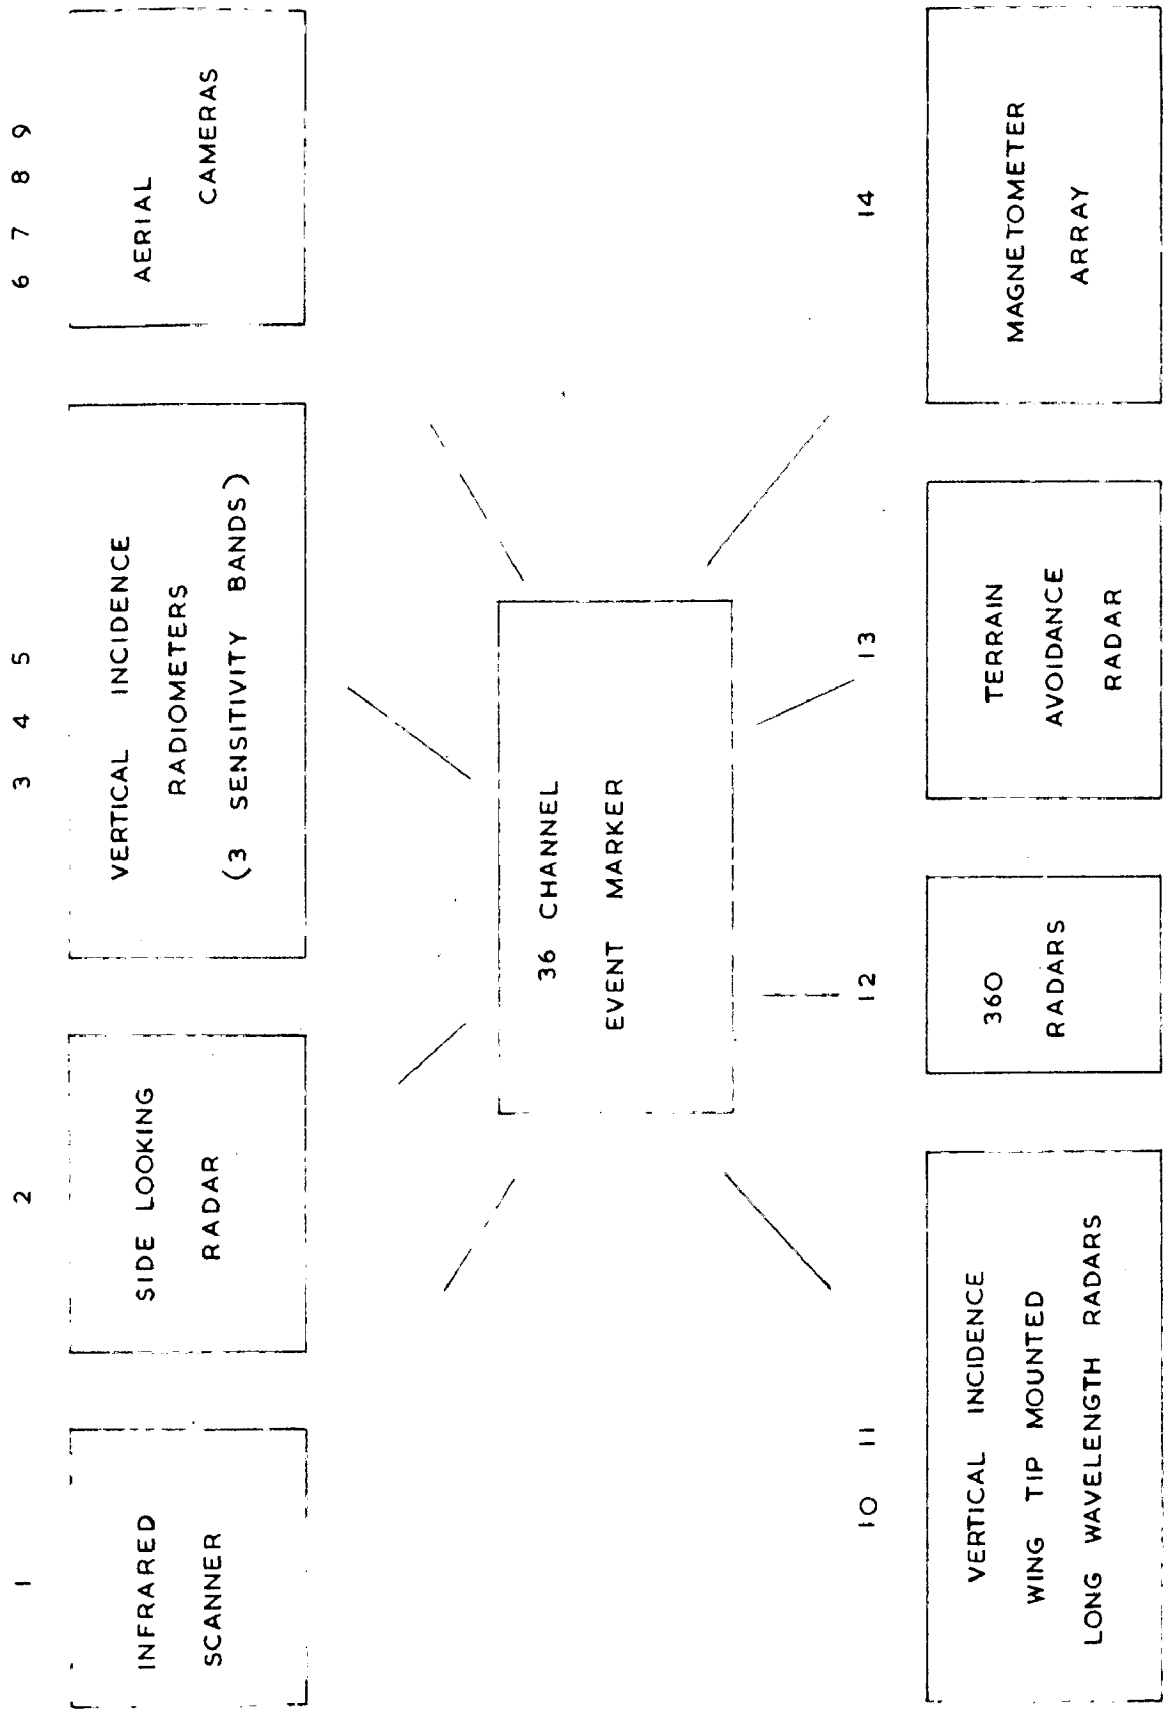 1
INFRARED
SCANNER
2
SIDE LOOKING
RADAR
3 4 5
VERTICAL INCIDENCE
RADIOMETERS
(3 SENSITIVITY BANDS)
6 7 8 9
AERIAL
CAMERAS
36 CHANNEL
EVENT MARKER
10 11
VERTICAL INCIDENCE
WING TIP MOUNTED
LONG WAVELENGTH RADARS
12
360
RADARS
13
TERRAIN
AVOIDANCE
RADAR
14
MAGNETOMETER
ARRAY